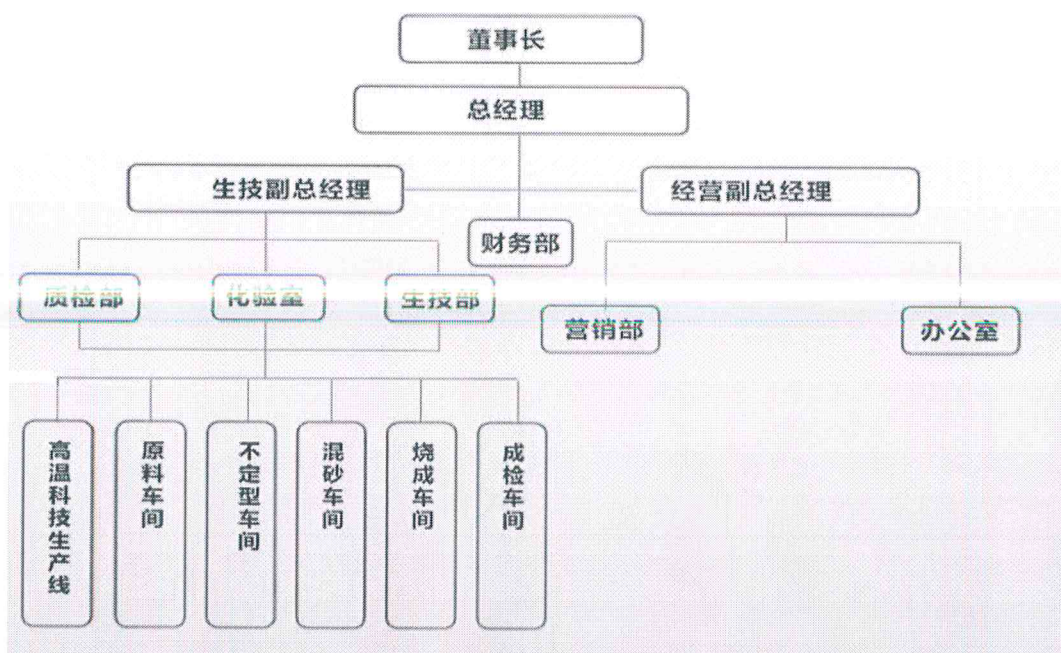 董事长
总经理
生技副总经理
经营副总经理
财务部
质检部
化验室
生技部
营销部
办公室
高温科技生产线
原料车间
不定型车间
混砂车间
烧成车间
成检车间